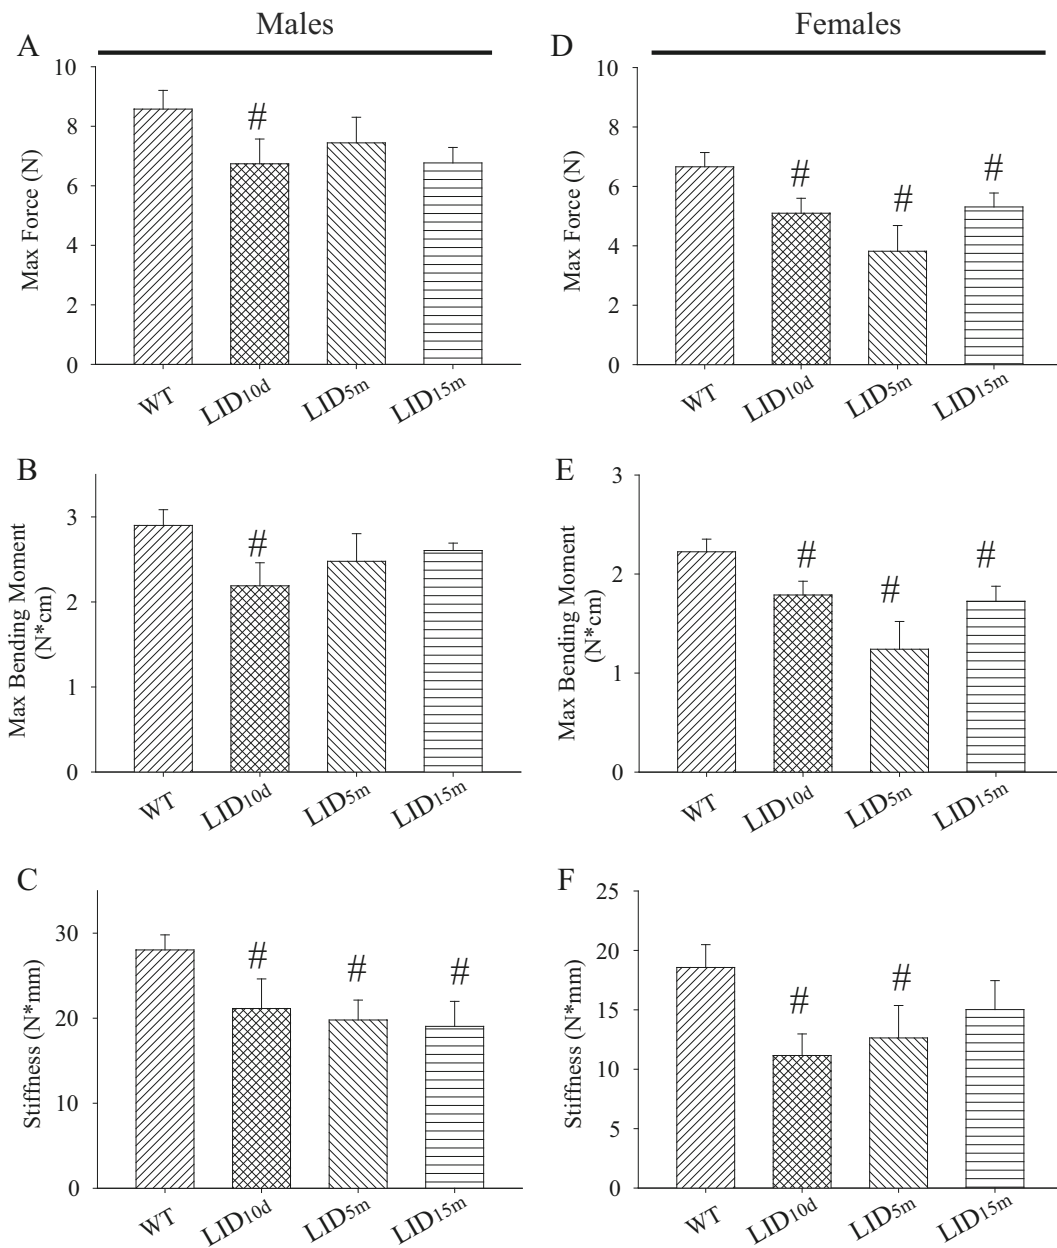 Males
Females
A
Max Force (N)
10
8
6
4
2
0
#
WT
LID10d
LID5m
LID15m
D
Max Force (N)
10
8
6
4
2
0
#
#
#
WT
LID10d
LID5m
LID15m
B
Max Bending Moment
(N*cm)
3
2
1
0
#
WT
LID10d
LID5m
LID15m
E
Max Bending Moment
(N*cm)
3
2
1
0
#
#
#
WT
LID10d
LID5m
LID15m
C
Stiffness (N*mm)
30
20
10
0
#
#
#
WT
LID10d
LID5m
LID15m
F
Stiffness (N*mm)
25
20
15
10
5
0
#
#
WT
LID10d
LID5m
LID15m